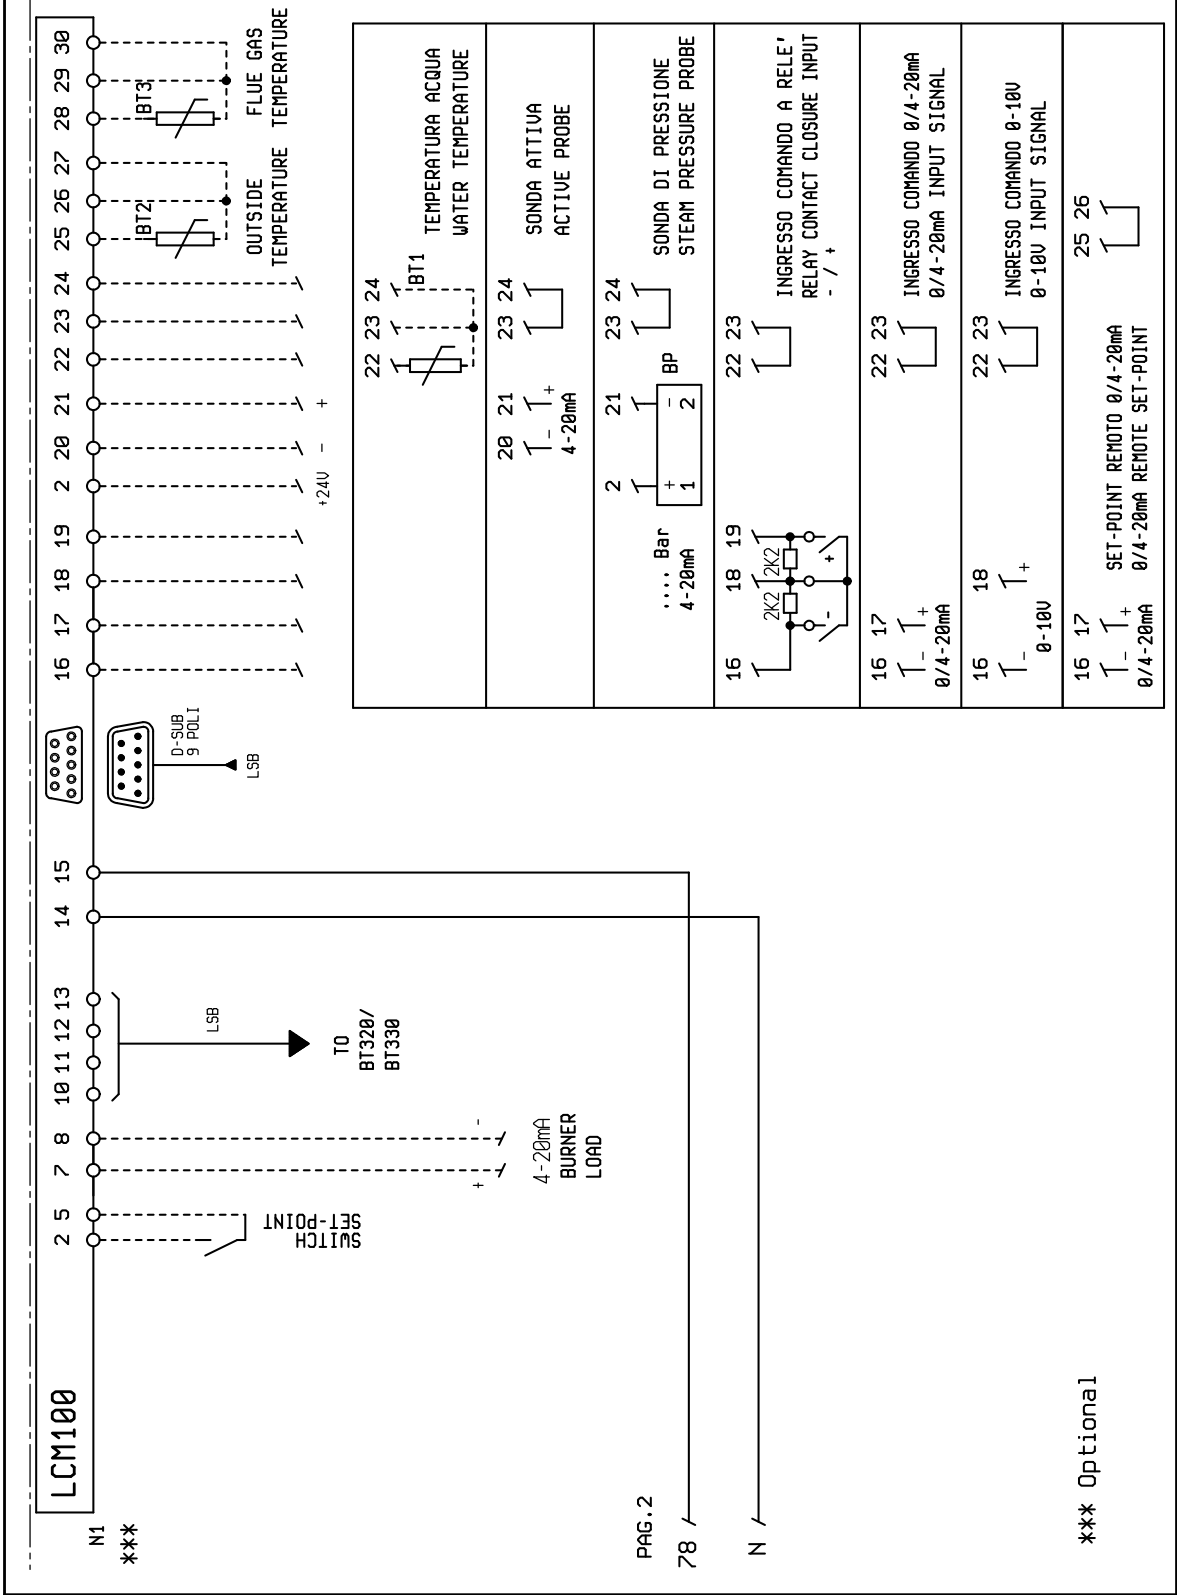 LCM100
N1
***
2 5 7 8 10 11 12 13 14 15 16 17 18 19 2 20 21 22 23 24 25 26 27 28 29 30
SWITCH
SET-POINT
+ -
4-20mA
BURNER
LOAD
LSB
TO
BT320/
BT330
D-SUB
9 POLI
LSB
+24V - +
BT2
OUTSIDE
TEMPERATURE
BT3
FLUE GAS
TEMPERATURE
PAG.2
78
N
22 23 24
BT1
TEMPERATURA ACQUA
WATER TEMPERATURE
20 21 23 24
- +
4-20mA
SONDA ATTIVA
ACTIVE PROBE
2 21 23 24
.... Bar
4-20mA
+ -
1 2
BP
SONDA DI PRESSIONE
STEAM PRESSURE PROBE
16 18 19 22 23
2K2 2K2
- +
INGRESSO COMANDO A RELE'
RELAY CONTACT CLOSURE INPUT
- / +
16 17 22 23
- +
0/4-20mA
INGRESSO COMANDO 0/4-20mA
0/4-20mA INPUT SIGNAL
16 18 22 23
- +
0-10V
INGRESSO COMANDO 0-10V
0-10V INPUT SIGNAL
16 17 25 26
- +
0/4-20mA
SET-POINT REMOTO 0/4-20mA
0/4-20mA REMOTE SET-POINT
*** Optional